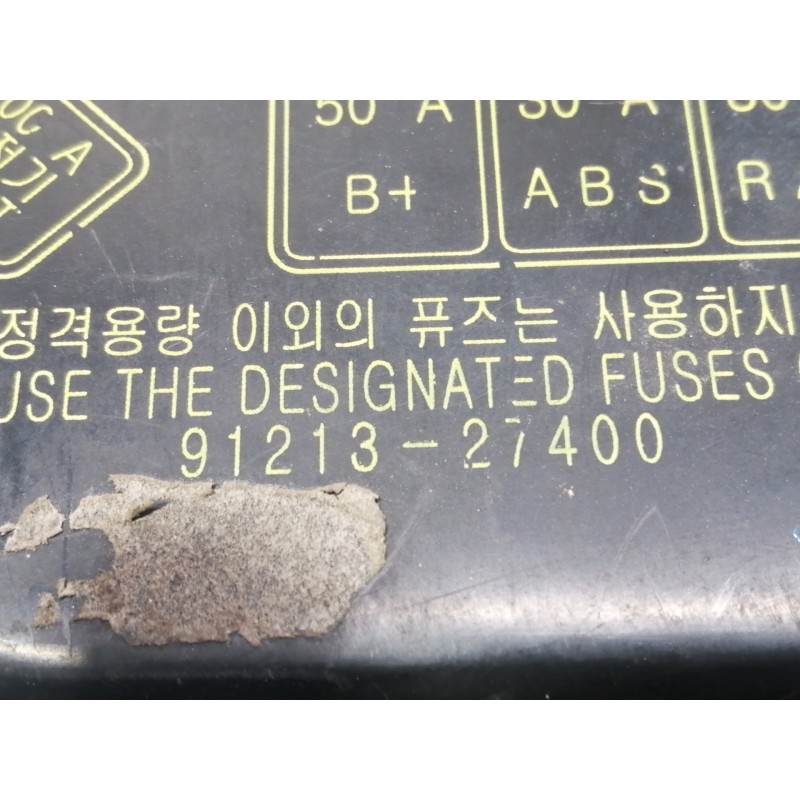 50 A
30 A
B+
ABS
R
정격용량 이외의 퓨즈는 사용하지
USE THE DESIGNATED FUSES
91213-27400